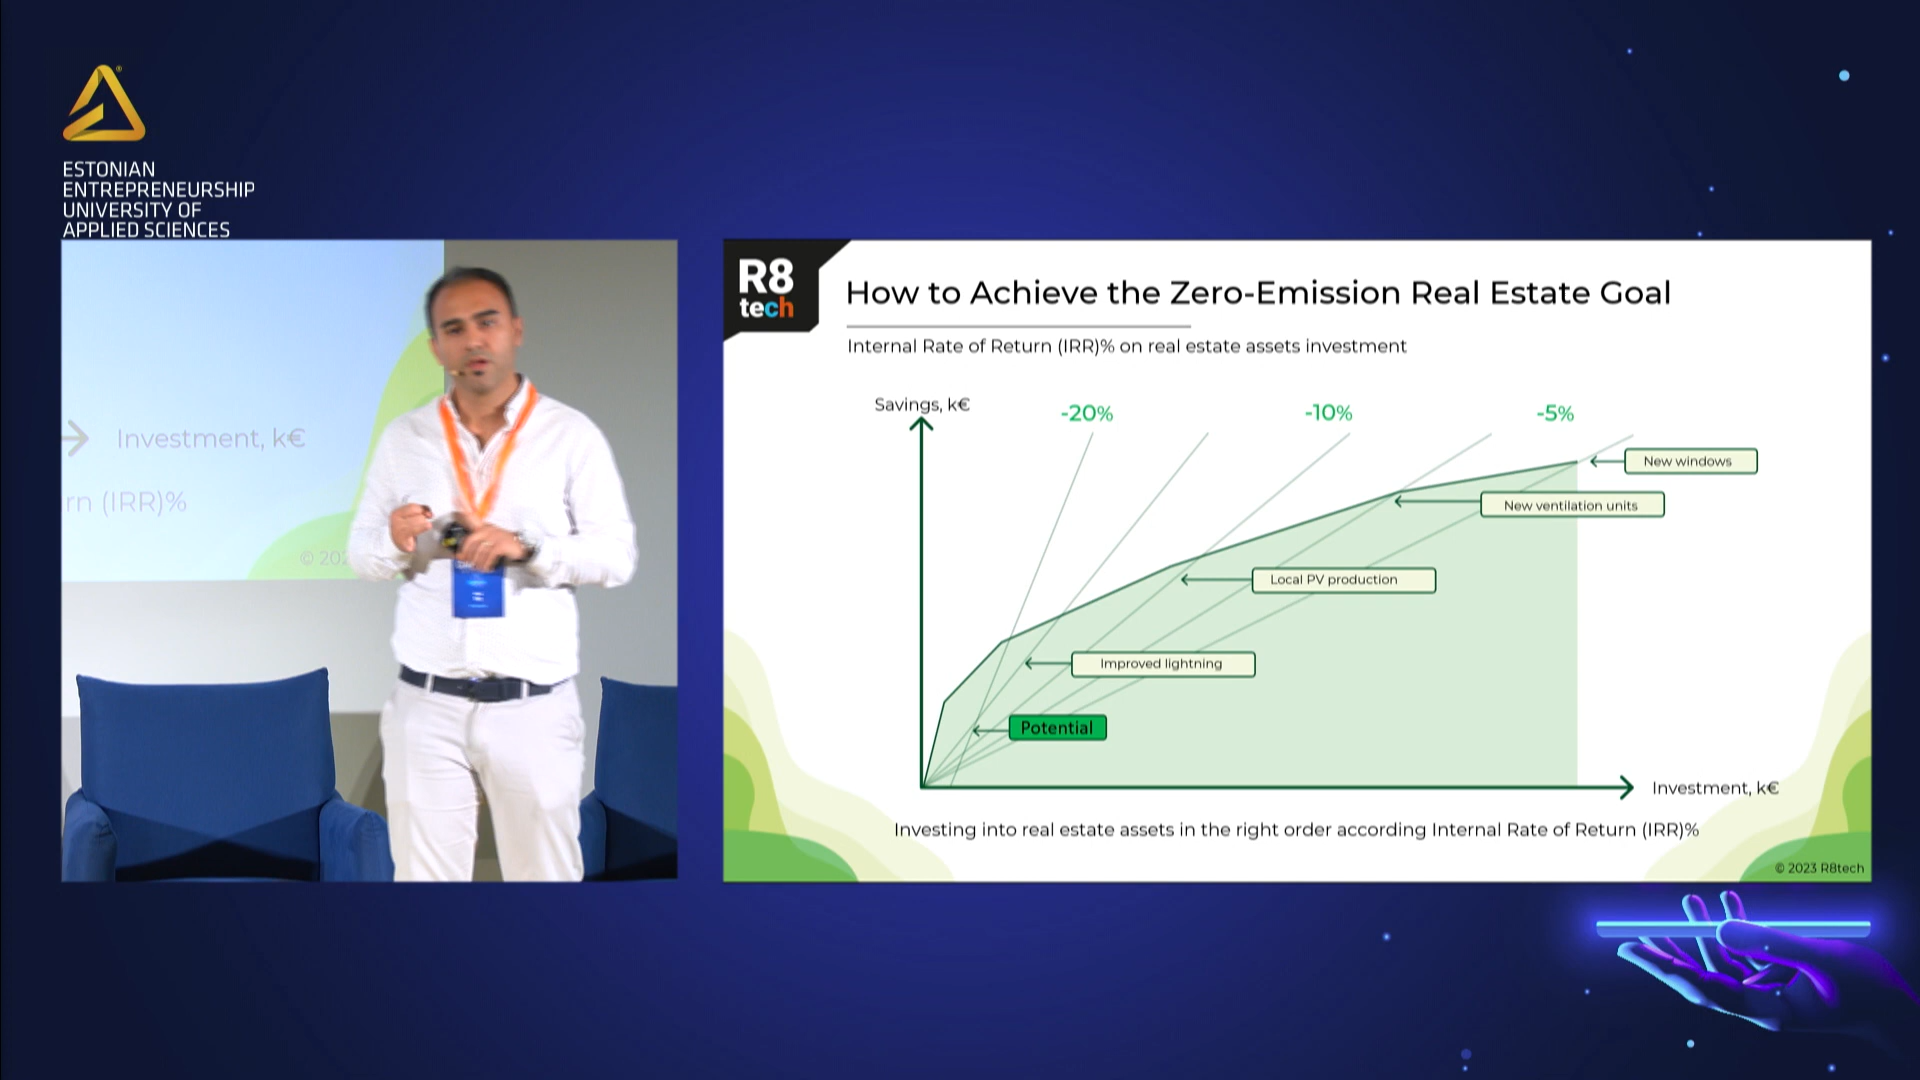 ESTONIAN
ENTREPRENEURSHIP
UNIVERSITY OF
APPLIED SCIENCES
Investment, k€
rn (IRR)%
© 202
R8
tech
How to Achieve the Zero-Emission Real Estate Goal
Internal Rate of Return (IRR)% on real estate assets investment
Savings, k€
-20%
-10%
-5%
New windows
New ventilation units
Local PV production
Improved lightning
Potential
Investment, k€
Investing into real estate assets in the right order according Internal Rate of Return (IRR)%
© 2023 R8tech